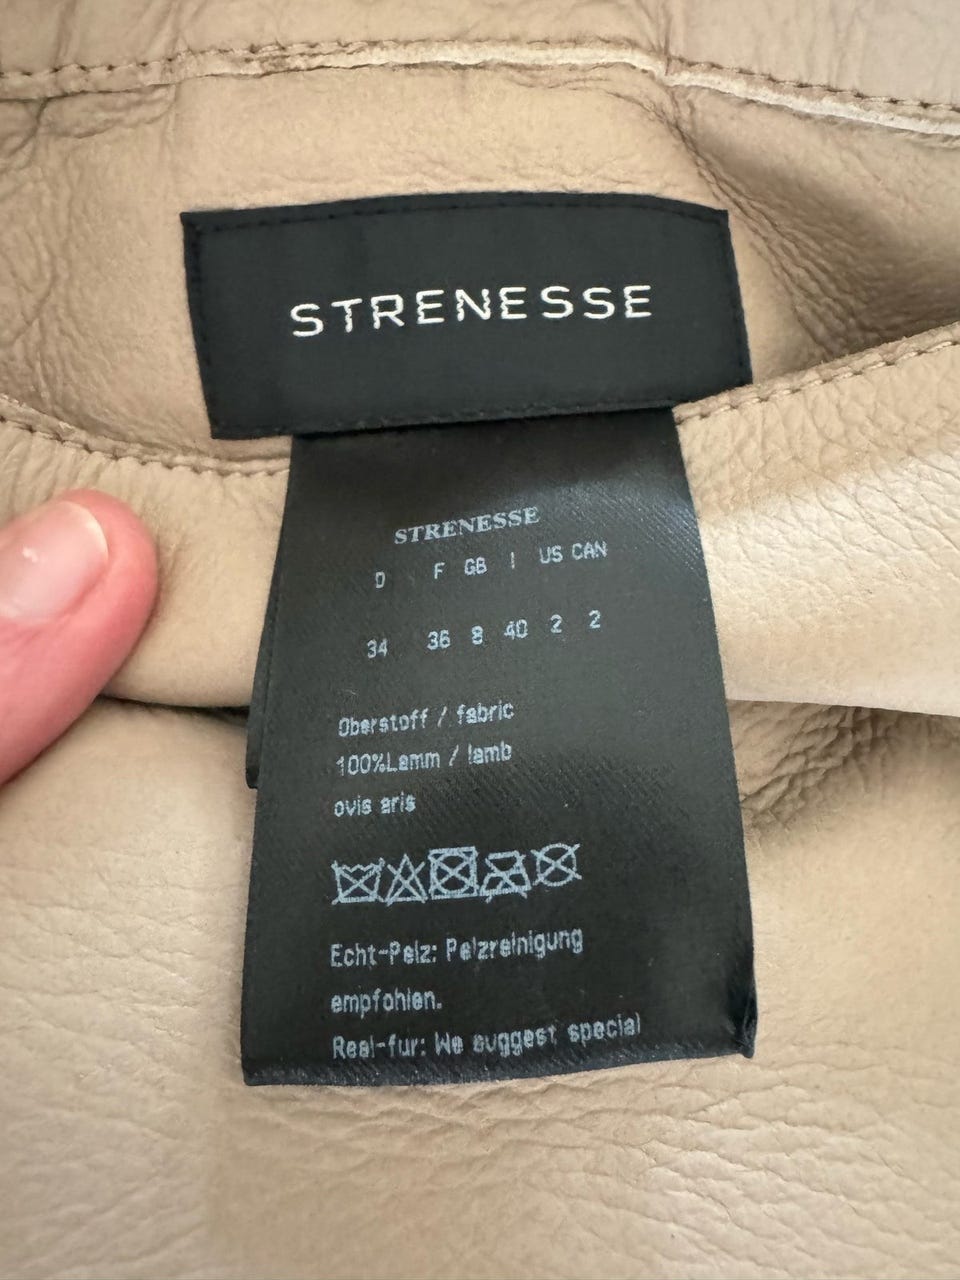 STRENESSE
STRENESSE
D F GB I US CAN
34 36 8 40 2 2
Oberstoff / fabric
100%Lamm / lamb
ovis aris
Echt-Pelz: Pelzreinigung
empfohlen.
Real-fur: We suggest special